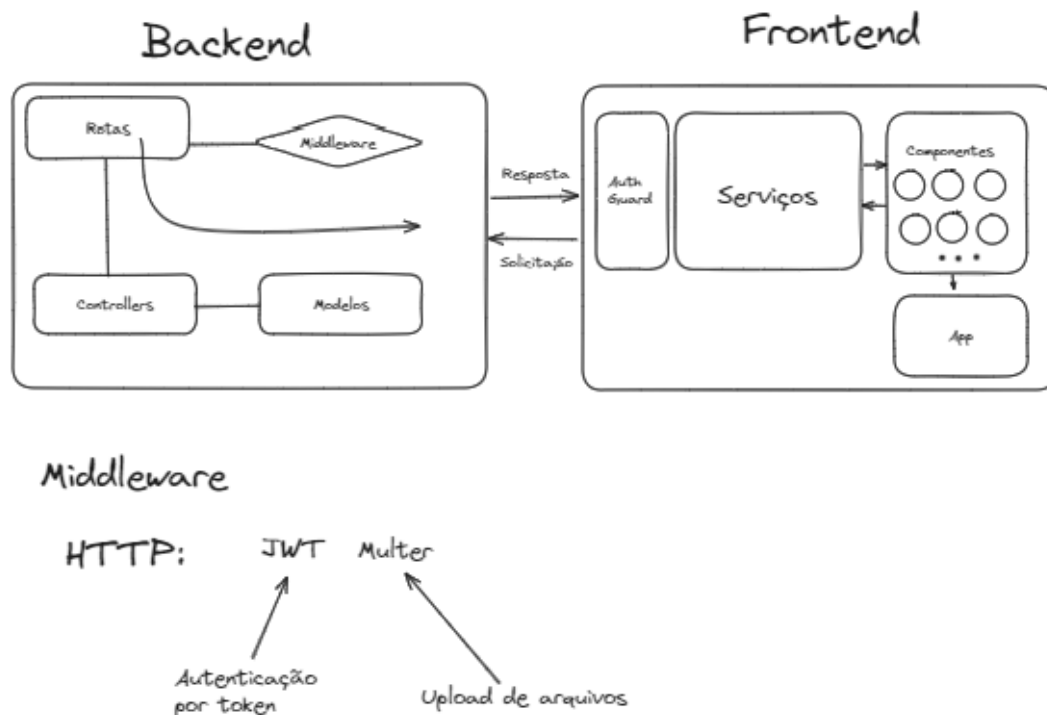 Backend
Frontend
Rotas
Middleware
Controllers
Modelos
Resposta
Solicitação
Auth
Guard
Serviços
Componentes
App
Middleware
HTTP:
JWT
Multer
Autenticação
por token
Upload de arquivos